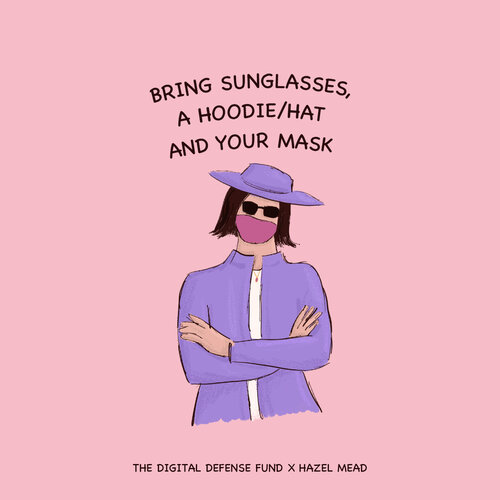 BRING SUNGLASSES,
A HOODIE/HAT
AND YOUR MASK
THE DIGITAL DEFENSE FUND X HAZEL MEAD